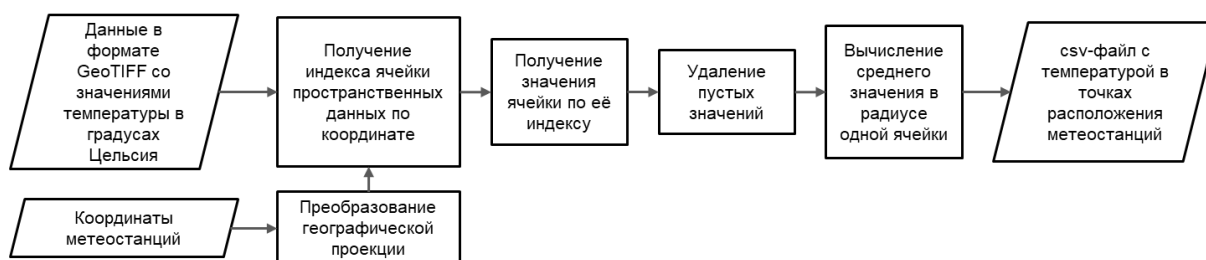 Данные в
формате
GeoTIFF со
значениями
температуры в
градусах
Цельсия
Получение
индекса ячейки
пространственных
данных по
координате
Получение
значения
ячейки по её
индексу
Удаление
пустых
значений
Вычисление
среднего
значения в
радиусе
одной ячейки
csv-файл с
температурой в
точках
расположения
метеостанций
Координаты
метеостанций
Преобразование
географической
проекции